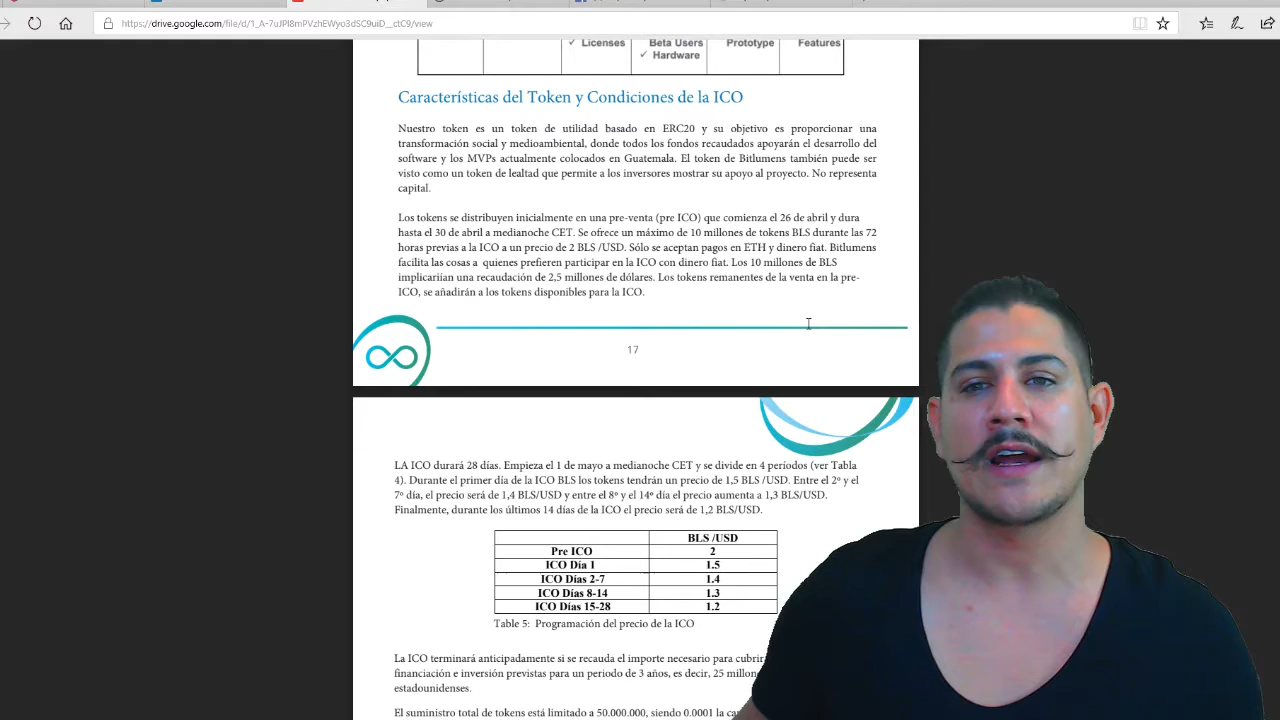 https://drive.google.com/file/d/1_A-7uJPl8mPVzhEWyo3dSC9uiD__ctC9/view
✓ Licenses
Beta Users
✓ Hardware
Prototype
Features
Características del Token y Condiciones de la ICO
Nuestro token es un token de utilidad basado en ERC20 y su objetivo es proporcionar una
transformación social y medioambiental, donde todos los fondos recaudados apoyarán el desarrollo del
software y los MVPs actualmente colocados en Guatemala. El token de Bitlumens también puede ser
visto como un token de lealtad que permite a los inversores mostrar su apoyo al proyecto. No representa
capital.
Los tokens se distribuyen inicialmente en una pre-venta (pre ICO) que comienza el 26 de abril y dura
hasta el 30 de abril a medianoche CET. Se ofrece un máximo de 10 millones de tokens BLS durante las 72
horas previas a la ICO a un precio de 2 BLS /USD. Sólo se aceptan pagos en ETH y dinero fiat. Bitlumens
facilita las cosas a quienes prefieren participar en la ICO con dinero fiat. Los 10 millones de BLS
implicaríian una recaudación de 2,5 millones de dólares. Los tokens remanentes de la venta en la pre-
ICO, se añadirán a los tokens disponibles para la ICO.
17
LA ICO durará 28 días. Empieza el 1 de mayo a medianoche CET y se divide en 4 períodos (ver Tabla
4). Durante el primer día de la ICO BLS los tokens tendrán un precio de 1,5 BLS /USD. Entre el 2º y el
7º día, el precio será de 1,4 BLS/USD y entre el 8º y el 14º día el precio aumenta a 1,3 BLS/USD.
Finalmente, durante los últimos 14 días de la ICO el precio será de 1,2 BLS/USD.
BLS /USD
Pre ICO 2
ICO Día 1 1.5
ICO Días 2-7 1.4
ICO Días 8-14 1.3
ICO Días 15-28 1.2
Table 5: Programación del precio de la ICO
La ICO terminará anticipadamente si se recauda el importe necesario para cubrir
financiación e inversión previstas para un periodo de 3 años, es decir, 25 millon
estadounidenses.
El suministro total de tokens está limitado a 50.000.000, siendo 0.0001 la ca